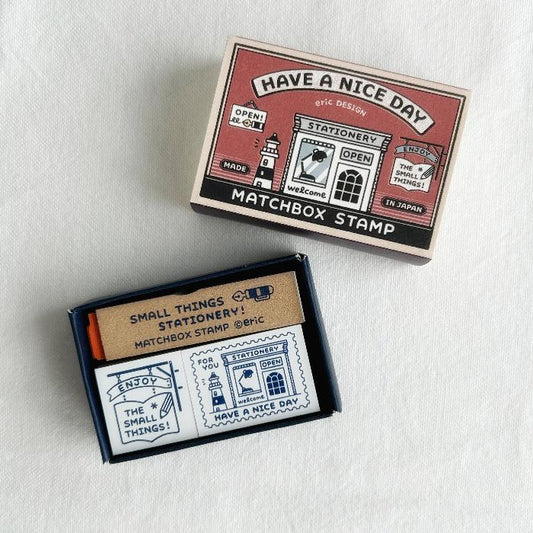 HAVE A NICE DAY
eric DESIGN
OPEN!
STATIONERY
OPEN
ENJOY
THE
SMALL
THINGS!
MADE
welcome
IN JAPAN
MATCHBOX STAMP
SMALL THINGS
STATIONERY!
MATCHBOX STAMP ©eric
ENJOY
THE
SMALL
THINGS!
FOR
YOU
STATIONERY
OPEN
welcome
HAVE A NICE DAY